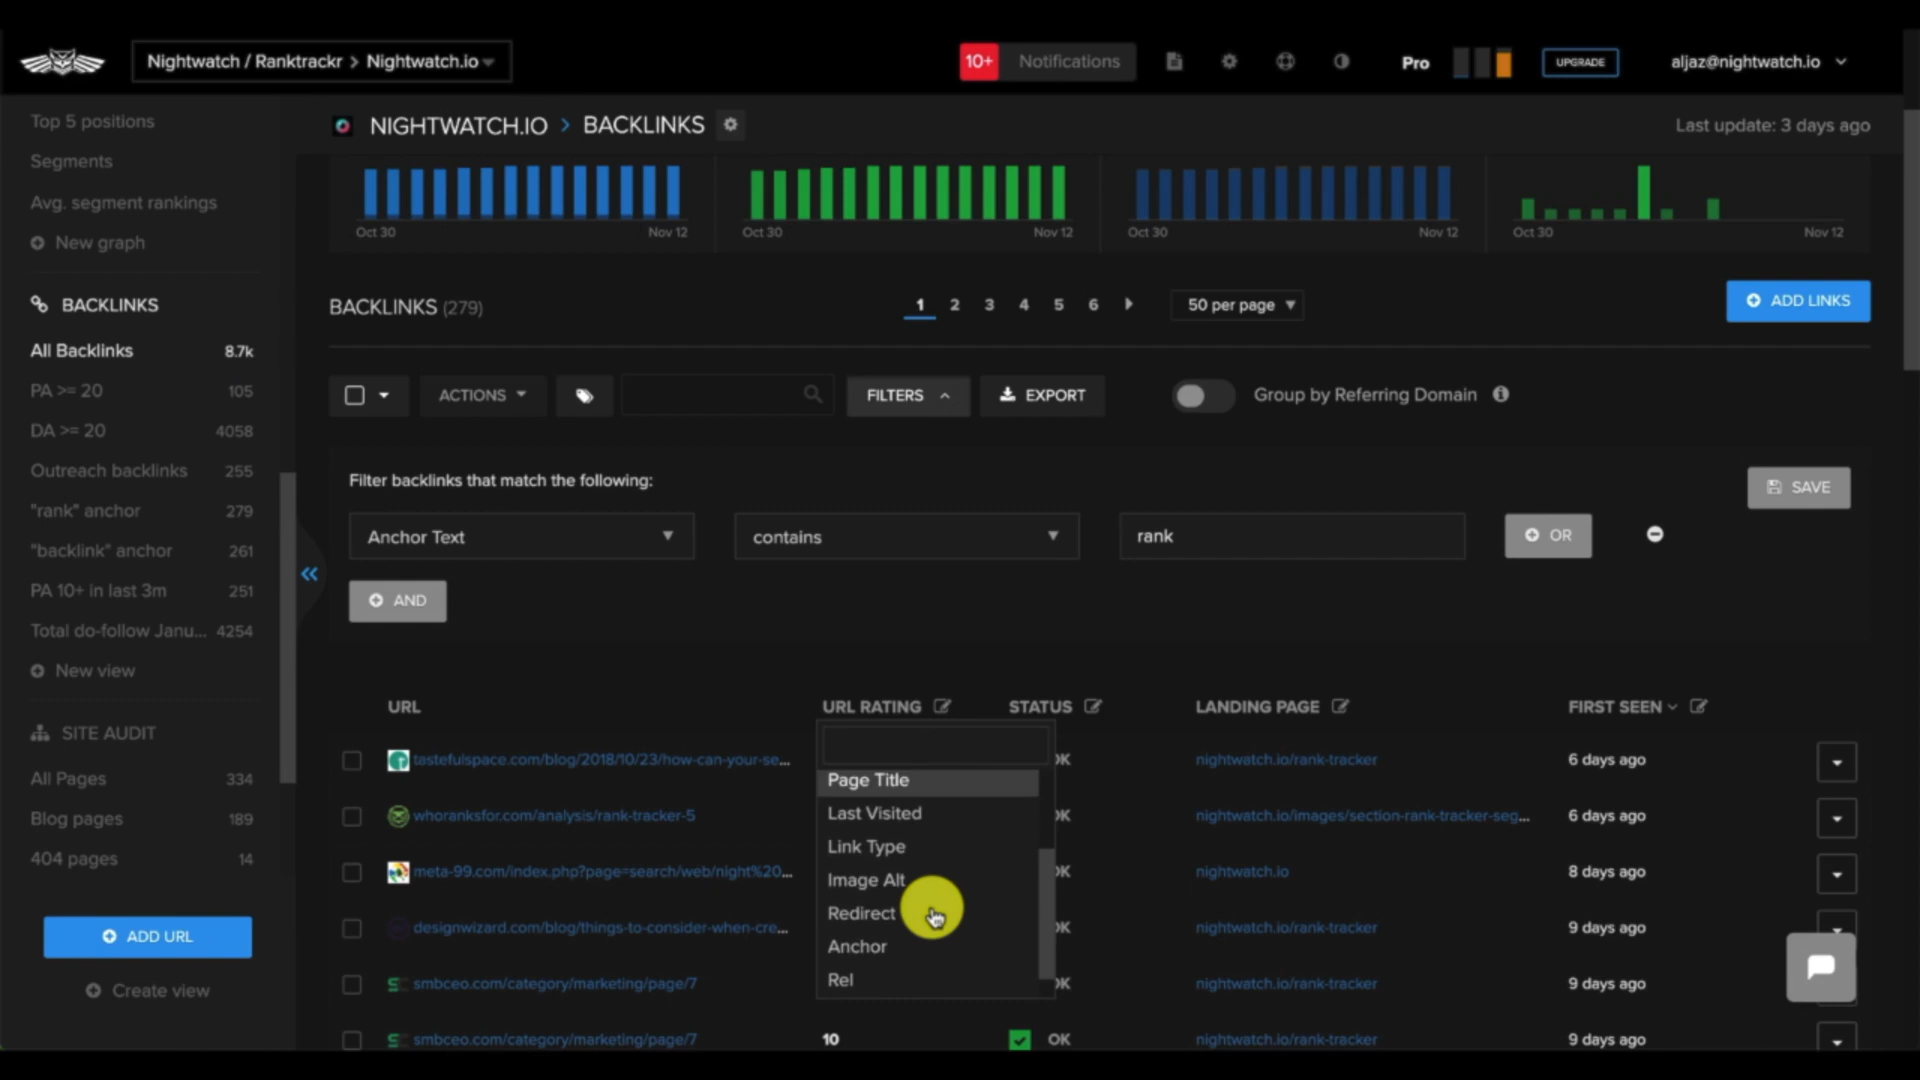 Nightwatch / Ranktrackr > Nightwatch.io
10+ Notifications
Pro
UPGRADE
aljaz@nightwatch.io
Top 5 positions
Segments
Avg. segment rankings
New graph
BACKLINKS
All Backlinks 8.7k
PA >= 20 105
DA >= 20 4058
Outreach backlinks 255
"rank" anchor 279
"backlink" anchor 261
PA 10+ in last 3m 251
Total do-follow Janu... 4254
New view
SITE AUDIT
All Pages 334
Blog pages 189
404 pages 14
ADD URL
Create view
NIGHTWATCH.IO > BACKLINKS
Last update: 3 days ago
Oct 30 Nov 12 Oct 30 Nov 12 Oct 30 Nov 12 Oct 30 Nov 12
BACKLINKS (279)
1 2 3 4 5 6
50 per page
ADD LINKS
ACTIONS
FILTERS
EXPORT
Group by Referring Domain
Filter backlinks that match the following:
SAVE
Anchor Text contains rank OR
AND
URL URL RATING STATUS LANDING PAGE FIRST SEEN
tastefulspace.com/blog/2018/10/23/how-can-your-se... OK nightwatch.io/rank-tracker 6 days ago
whoranksfor.com/analysis/rank-tracker-5 OK nightwatch.io/images/section-rank-tracker-seg... 6 days ago
meta-99.com/index.php?page=search/web/night%20... OK nightwatch.io 8 days ago
designwizard.com/blog/things-to-consider-when-cre... OK nightwatch.io/rank-tracker 9 days ago
smbceo.com/category/marketing/page/7 OK nightwatch.io/rank-tracker 9 days ago
smbceo.com/category/marketing/page/7 10 OK nightwatch.io/rank-tracker 9 days ago
Page Title
Last Visited
Link Type
Image Alt
Redirect
Anchor
Rel